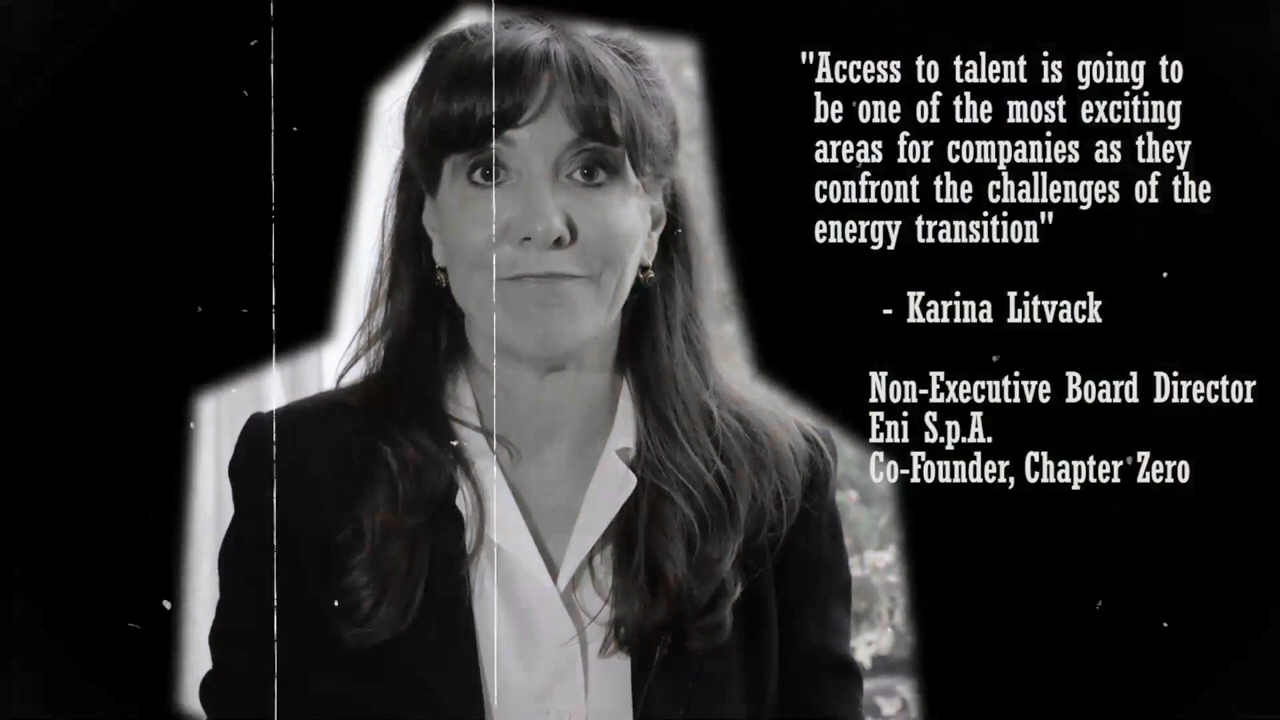 "Access to talent is going to
be one of the most exciting
areas for companies as they
confront the challenges of the
energy transition"
- Karina Litvack
Non-Executive Board Director
Eni S.p.A.
Co-Founder, Chapter Zero